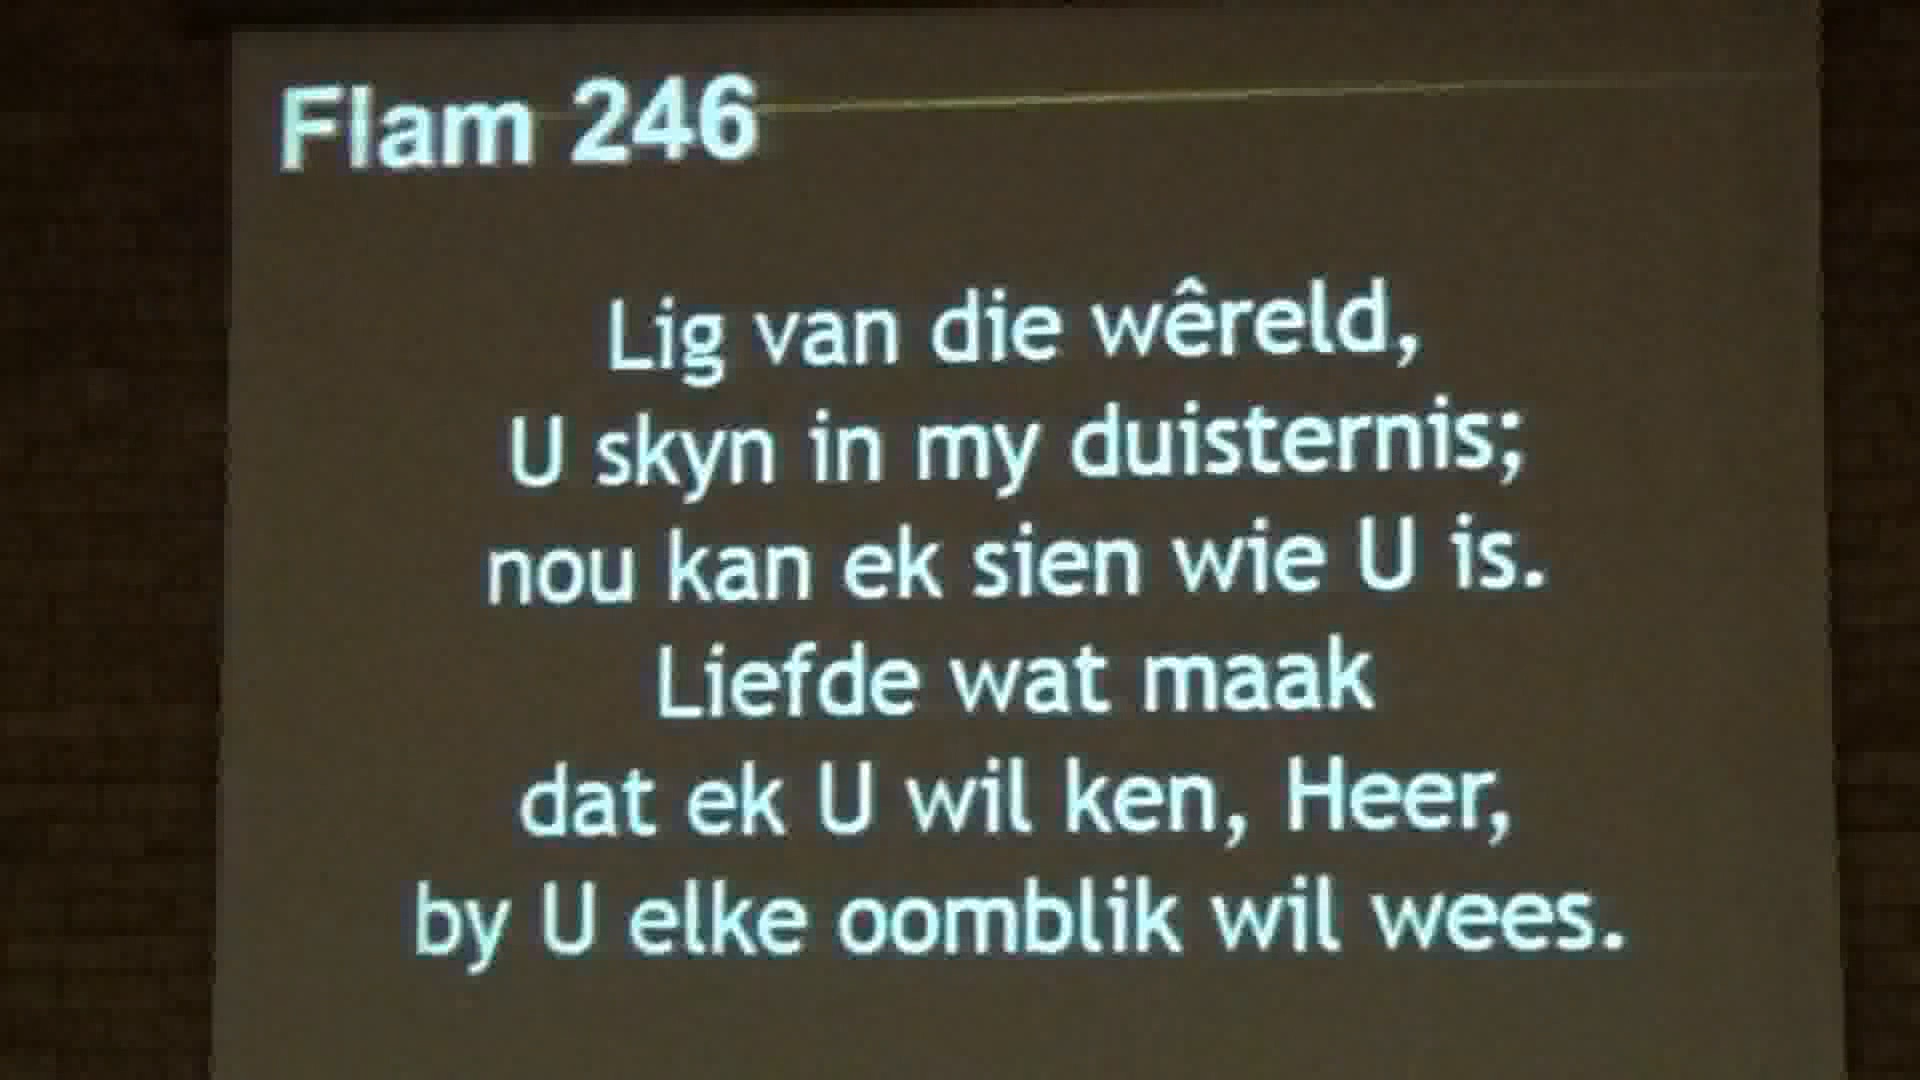 Flam 246
Lig van die wêreld,
U skyn in my duisternis;
nou kan ek sien wie U is.
Liefde wat maak
dat ek U wil ken, Heer,
by U elke oomblik wil wees.